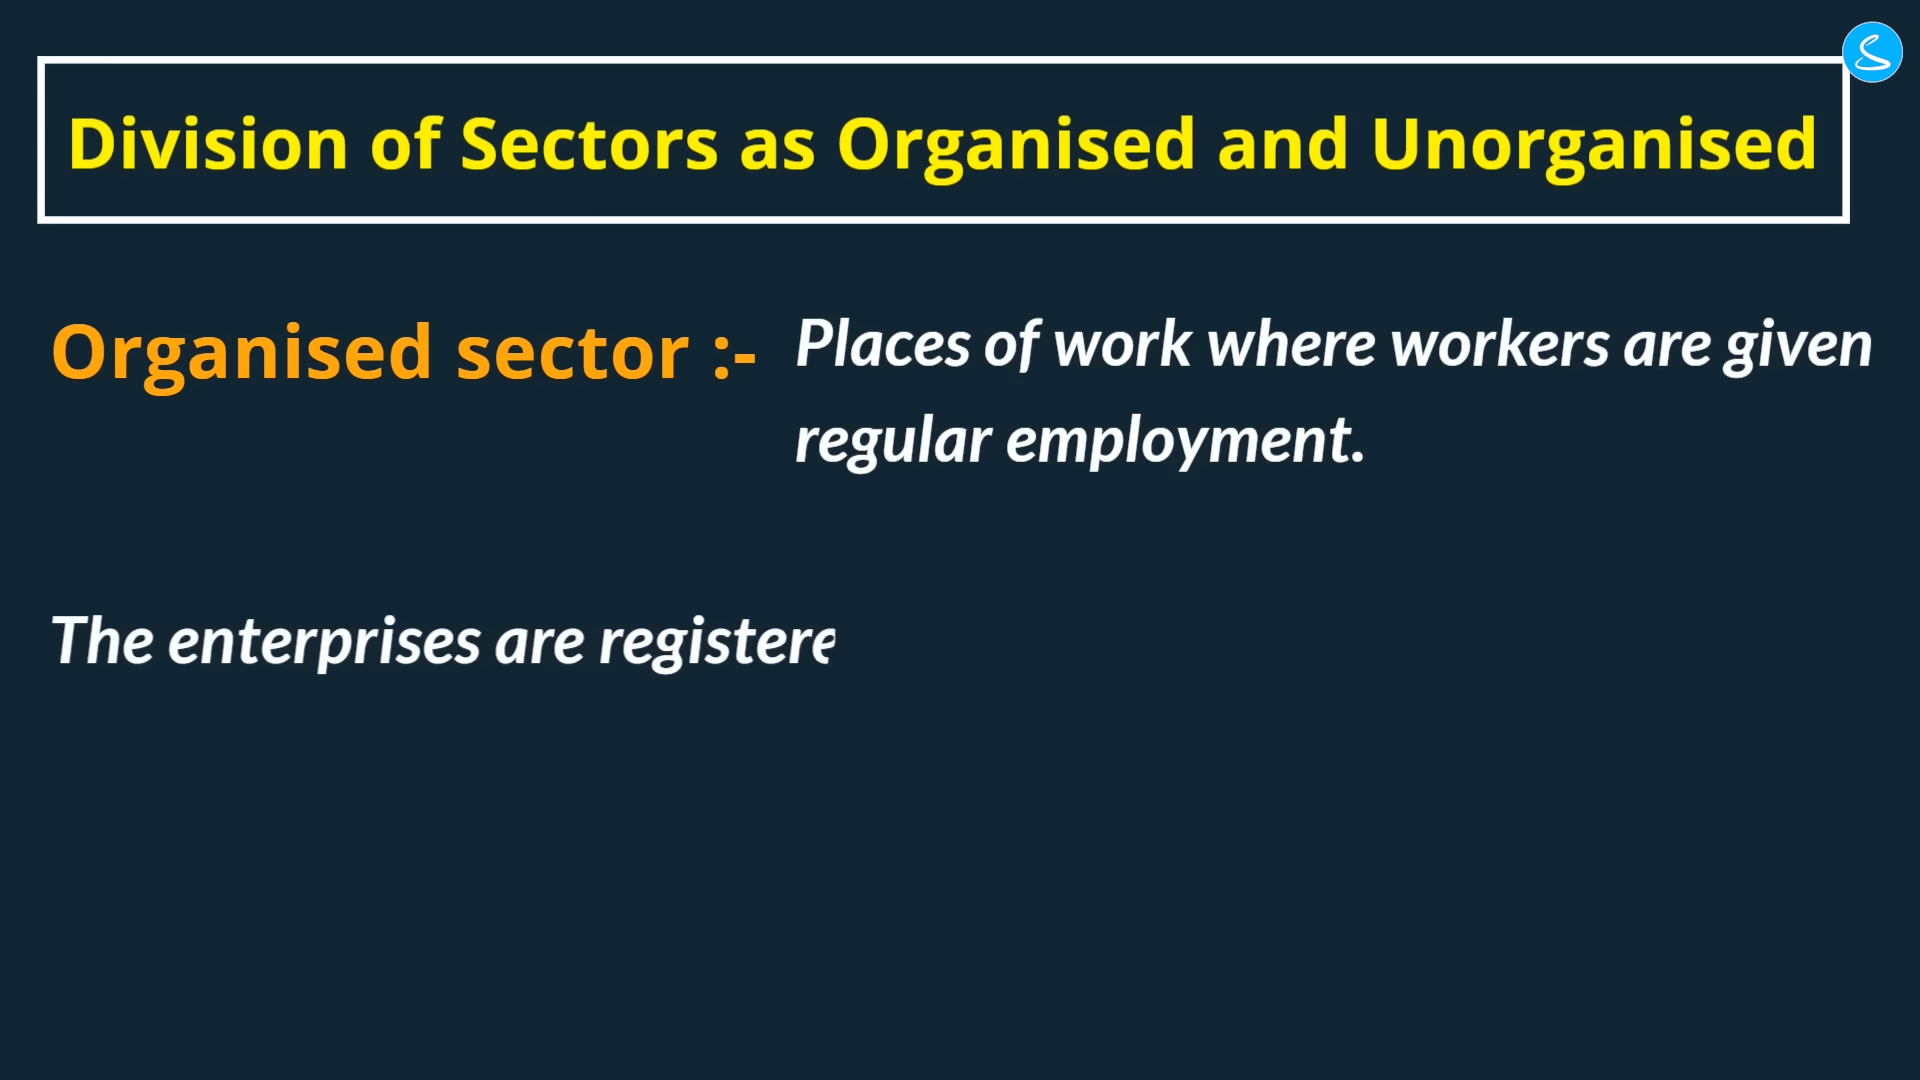 Division of Sectors as Organised and Unorganised
Organised sector :- Places of work where workers are given
regular employment.
The enterprises are registere